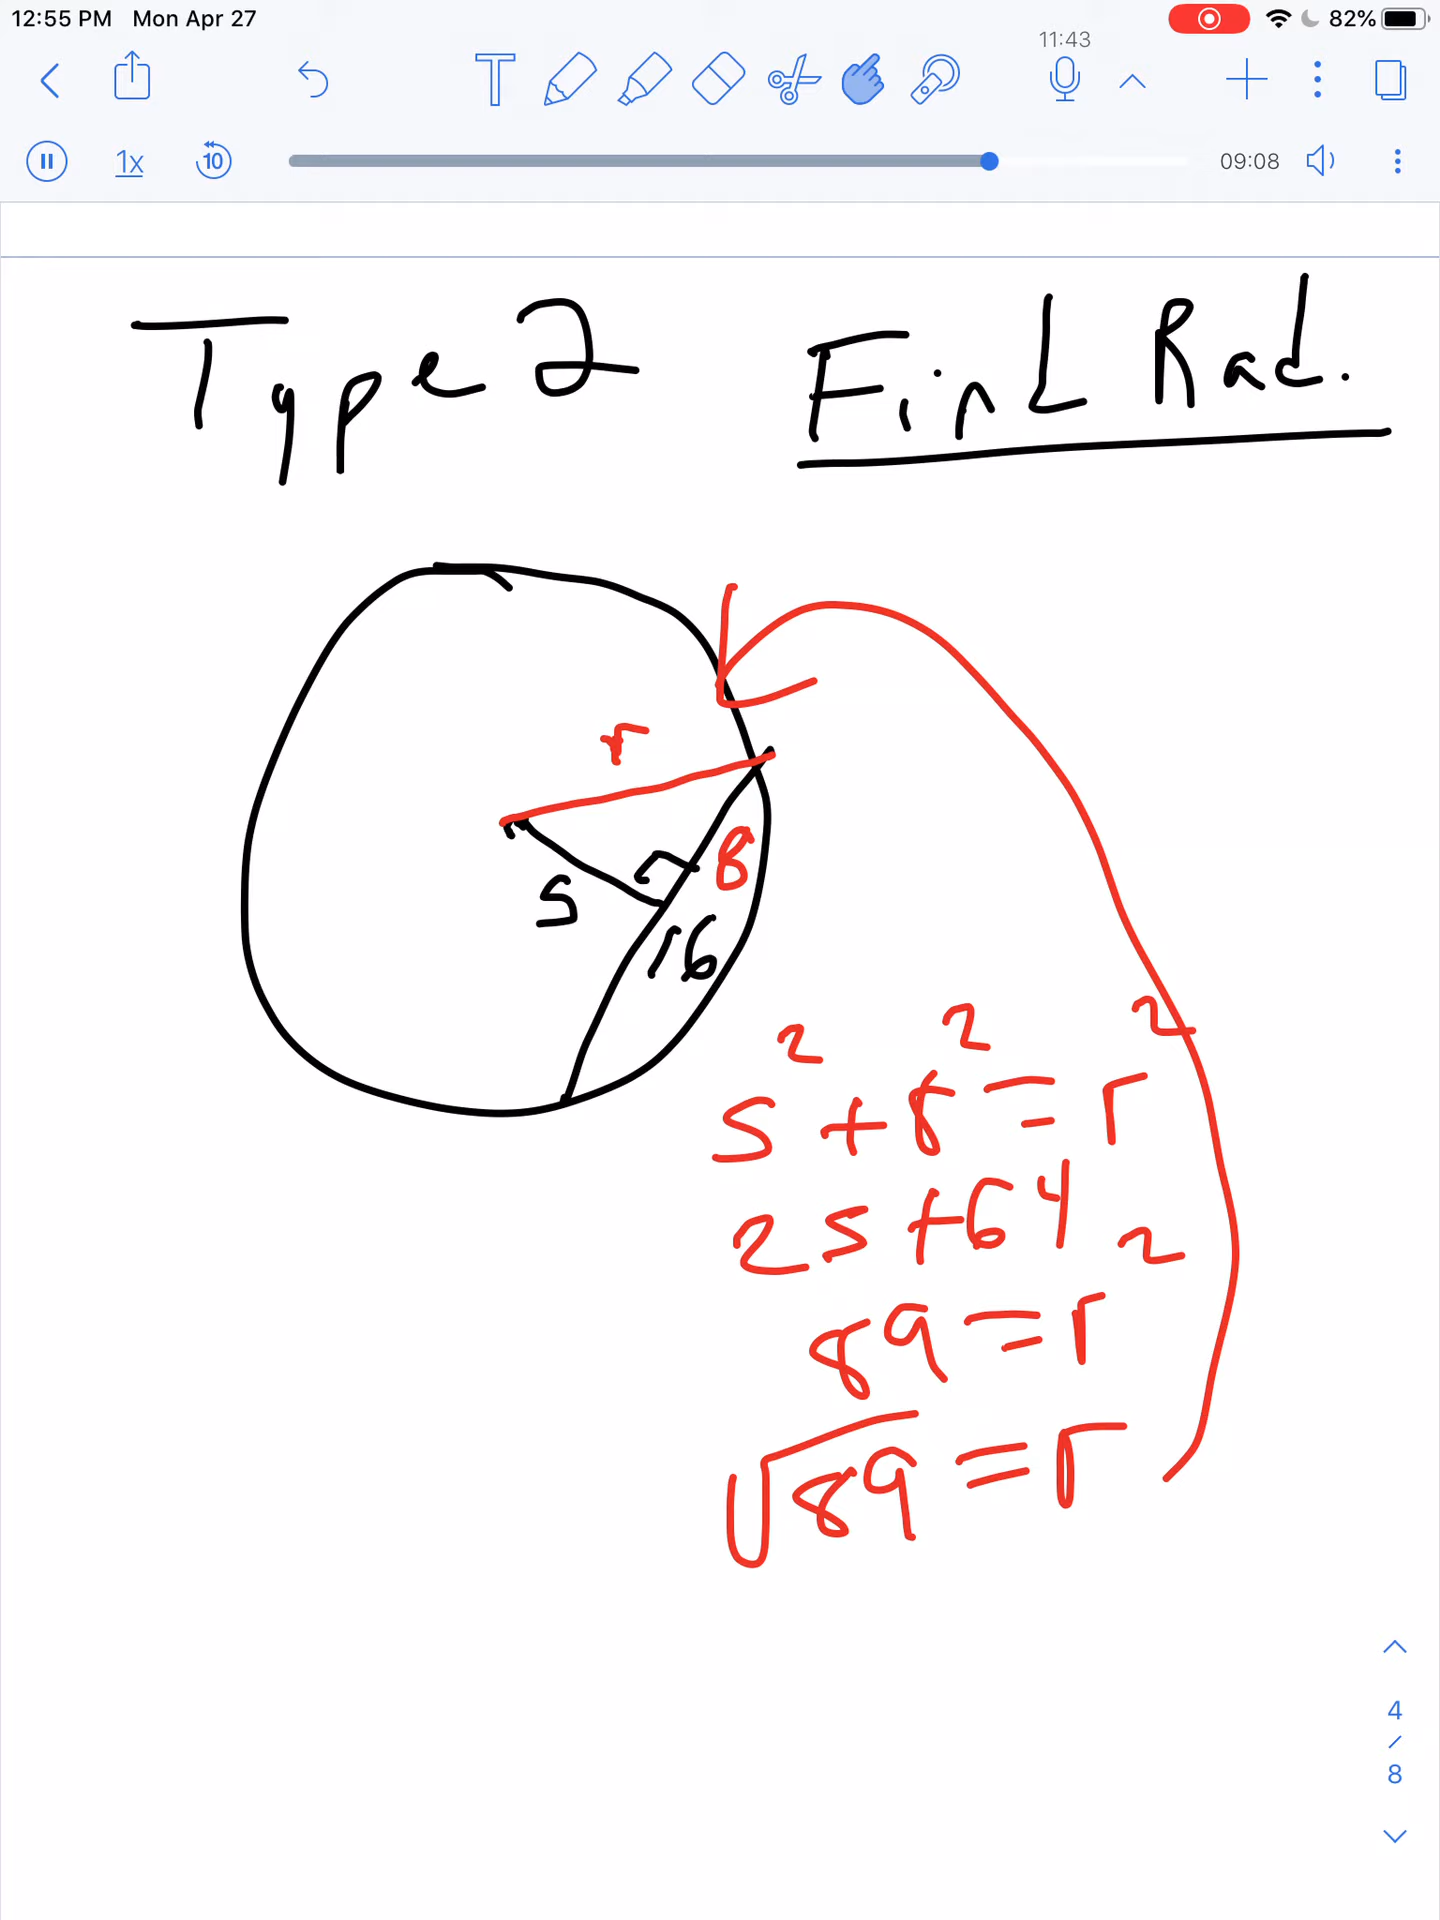 12:55 PM Mon Apr 27 82%
11:43
T
1x 10 09:08
Type 2 Find Rad.
r
8
5
16
5² + 8² = r²
25 + 64
89 = r²
√89 = r
4
/
8